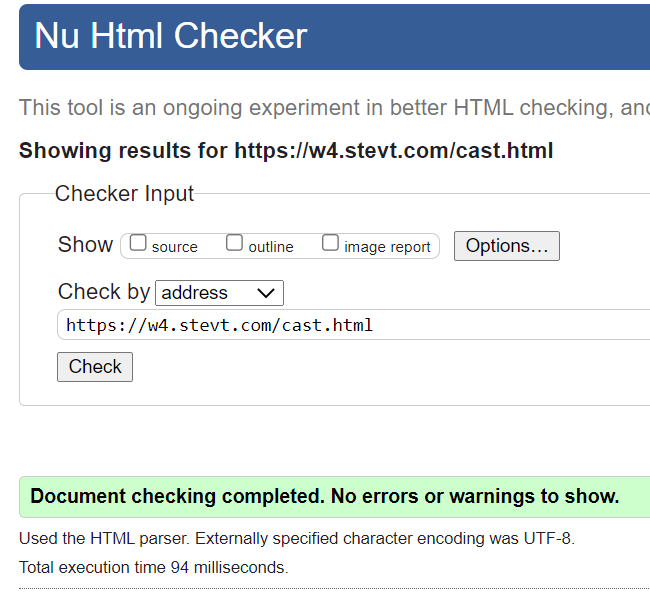 Nu Html Checker
This tool is an ongoing experiment in better HTML checking, and
Showing results for https://w4.stevt.com/cast.html
Checker Input
Show source outline image report Options...
Check by address
https://w4.stevt.com/cast.html
Check
Document checking completed. No errors or warnings to show.
Used the HTML parser. Externally specified character encoding was UTF-8.
Total execution time 94 milliseconds.